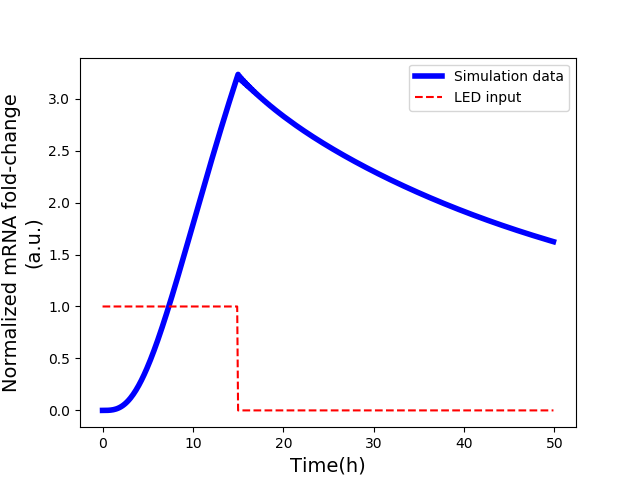 Normalized mRNA fold-change
(a.u.)
3.0
2.5
2.0
1.5
1.0
0.5
0.0
Simulation data
LED input
0 10 20 30 40 50
Time(h)